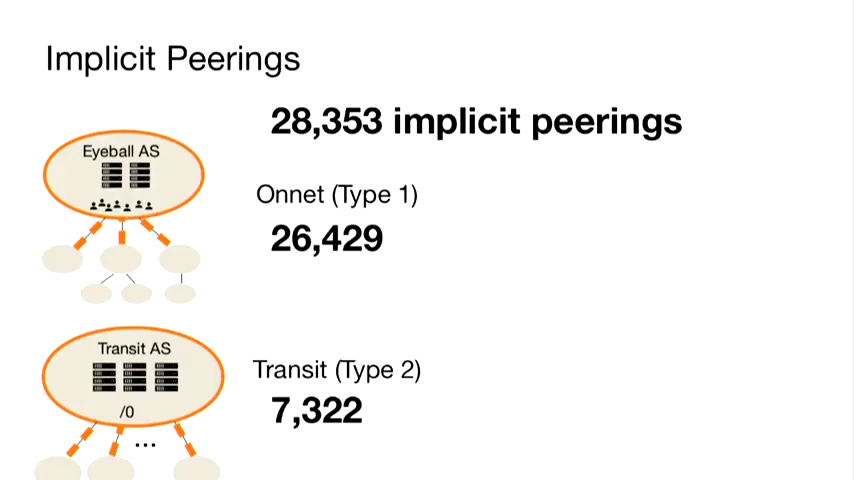 Implicit Peerings
28,353 implicit peerings
Eyeball AS
Onnet (Type 1)
26,429
Transit AS
/0
...
Transit (Type 2)
7,322